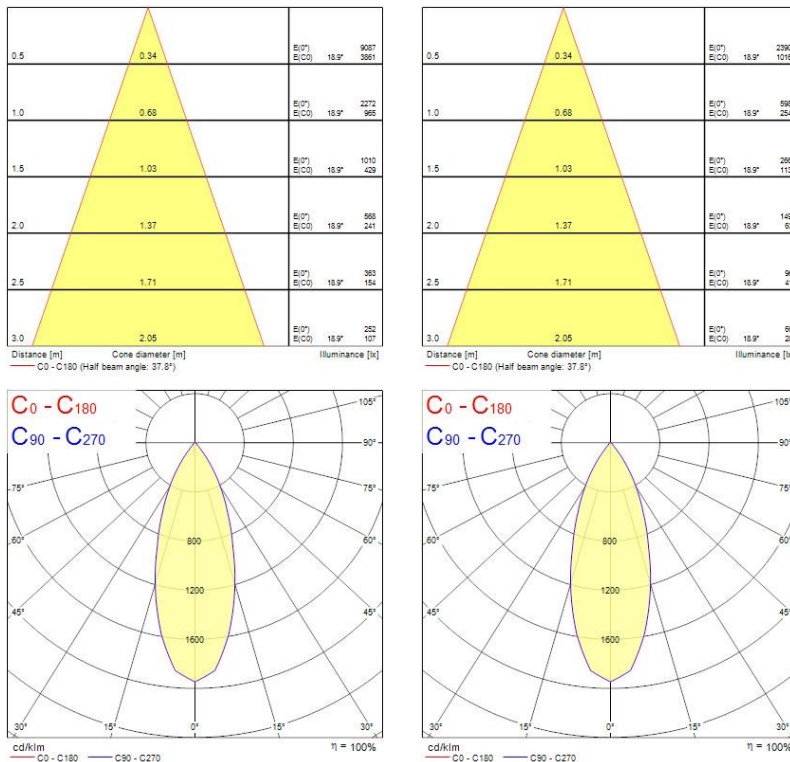 0.5 0.34 E(0°) 9087
E(C0) 18.9° 3861
1.0 0.68 E(0°) 2272
E(C0) 18.9° 965
1.5 1.03 E(0°) 1010
E(C0) 18.9° 429
2.0 1.37 E(0°) 568
E(C0) 18.9° 241
2.5 1.71 E(0°) 363
E(C0) 18.9° 154
3.0 2.05 E(0°) 252
E(C0) 18.9° 107
Distance [m] Cone diameter [m] Illuminance [lx]
C0 - C180 (Half beam angle: 37.8°)
0.5 0.34 E(0°)
E(C0) 18.9°
1.0 0.68 E(0°)
E(C0) 18.9°
1.5 1.03 E(0°)
E(C0) 18.9°
2.0 1.37 E(0°)
E(C0) 18.9°
2.5 1.71 E(0°)
E(C0) 18.9°
3.0 2.05 E(0°)
E(C0) 18.9°
Distance [m] Cone diameter [m] Illuminance [lx]
C0 - C180 (Half beam angle: 37.8°)
C0 - C180
C90 - C270
105°
90°
75° 75°
60° 800 60°
45° 1200 45°
1600
30° 15° 0° 15° 30°
cd/klm η = 100%
C0 - C180 C90 - C270
C0 - C180
C90 - C270
105°
90°
75° 75°
60° 800 60°
45° 1200 45°
1600
30° 15° 0° 15° 30°
cd/klm η = 100%
C0 - C180 C90 - C270